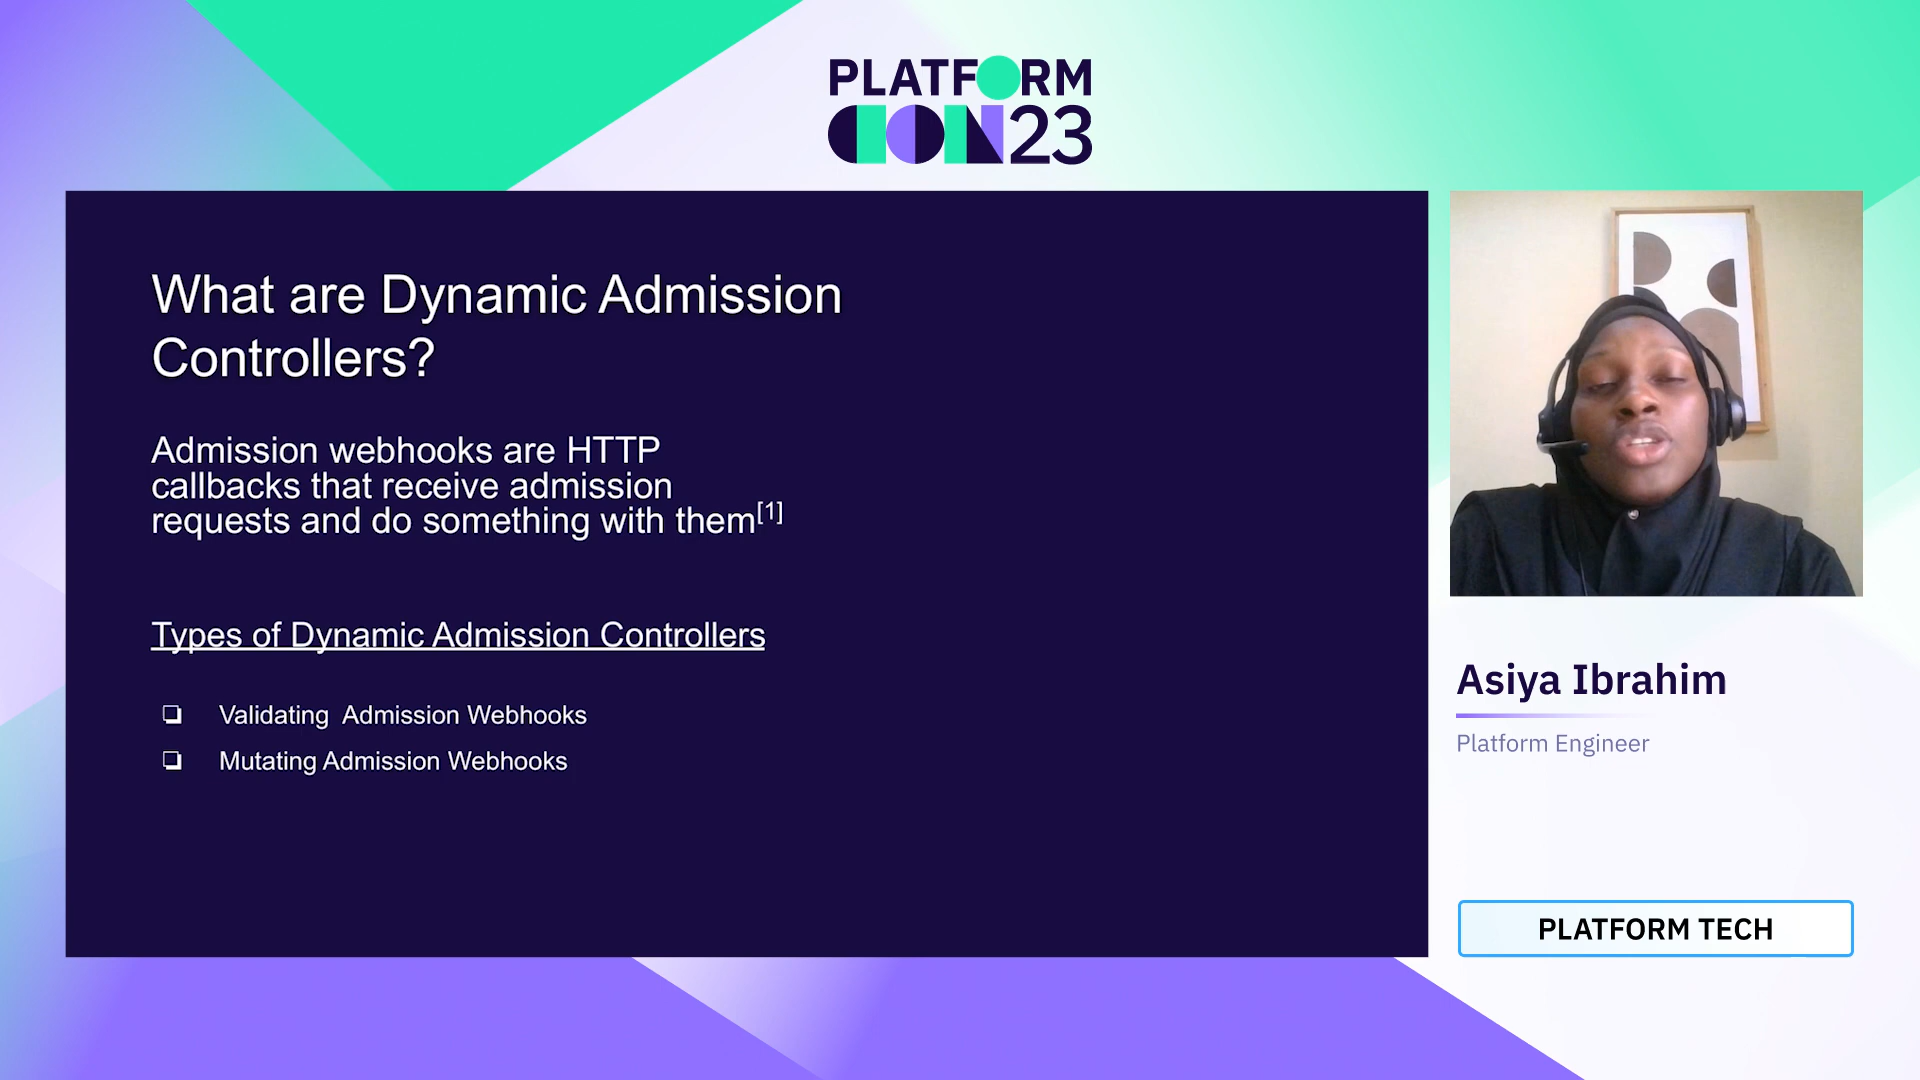 PLATFORM
CON23
What are Dynamic Admission
Controllers?
Admission webhooks are HTTP
callbacks that receive admission
requests and do something with them[1]
Types of Dynamic Admission Controllers
❏ Validating  Admission Webhooks
❏ Mutating Admission Webhooks
Asiya Ibrahim
Platform Engineer
PLATFORM TECH